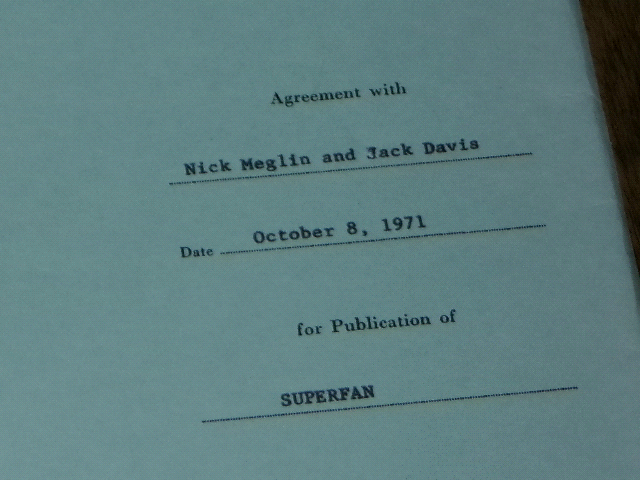 Agreement with
Nick Meglin and Jack Davis
Date October 8, 1971
for Publication of
SUPERFAN